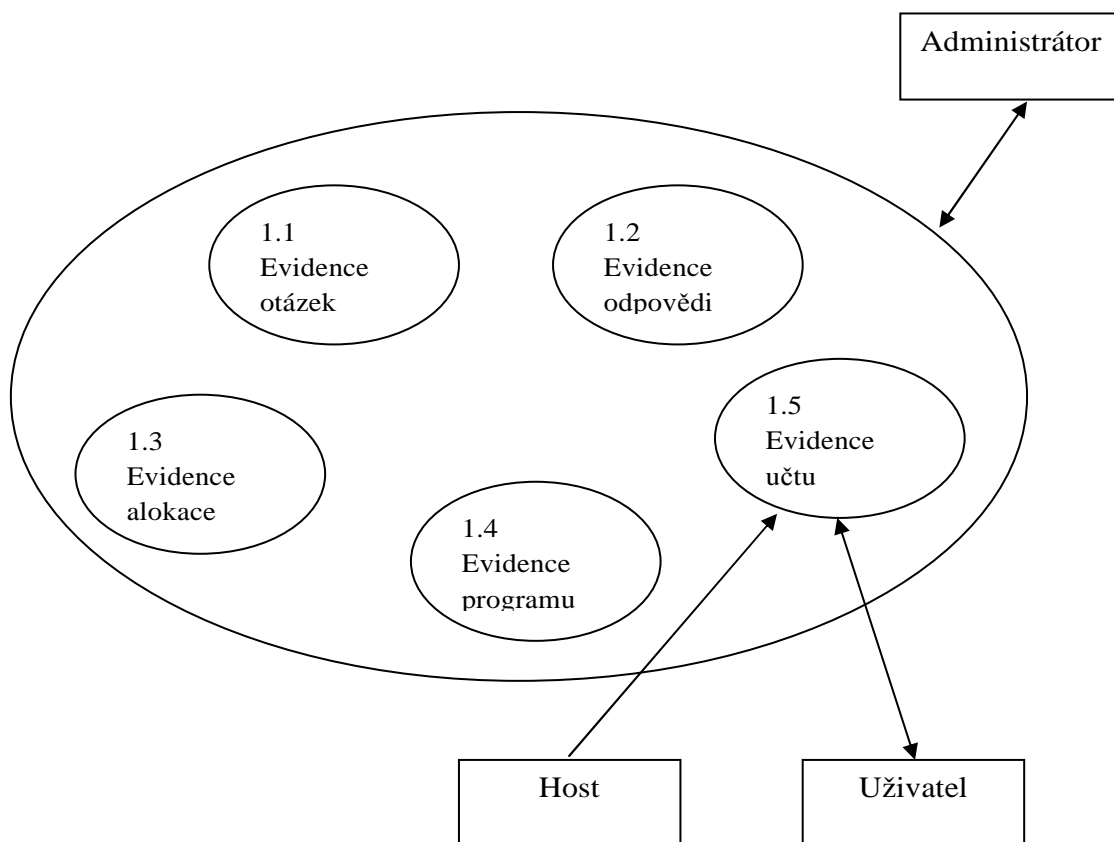 Administrátor
1.1
Evidence
otázek
1.2
Evidence
odpovědi
1.3
Evidence
alokace
1.4
Evidence
programu
1.5
Evidence
učtu
Host
Uživatel